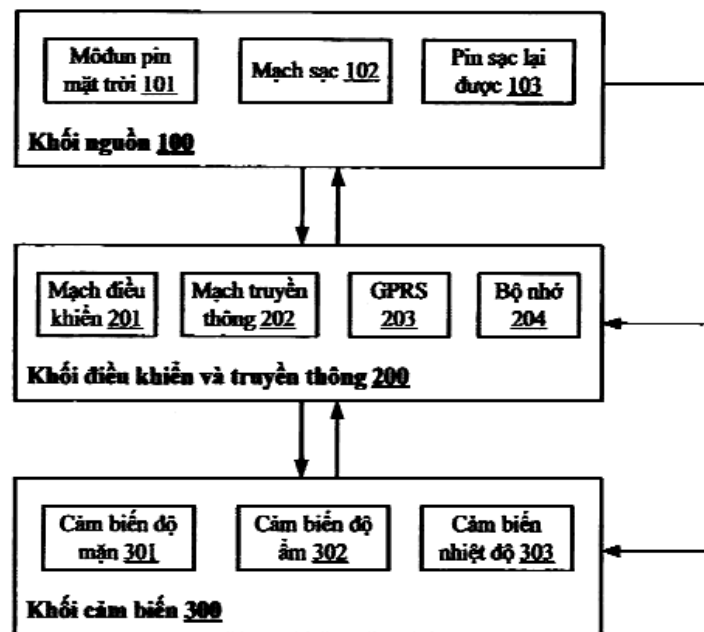 Môđun pin
mặt trời 101
Mạch sạc 102
Pin sạc lại
được 103
Khối nguồn 100
Mạch điều
khiển 201
Mạch truyền
thông 202
GPRS
203
Bộ nhớ
204
Khối điều khiển và truyền thông 200
Cảm biến độ
mặn 301
Cảm biến độ
ẩm 302
Cảm biến
nhiệt độ 303
Khối cảm biến 300